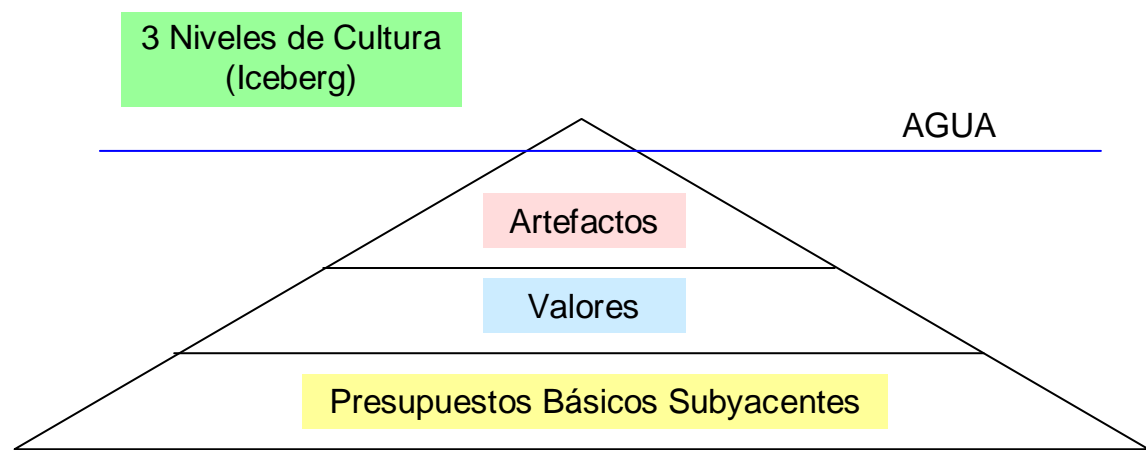 3 Niveles de Cultura
(Iceberg)
AGUA
Artefactos
Valores
Presupuestos Básicos Subyacentes